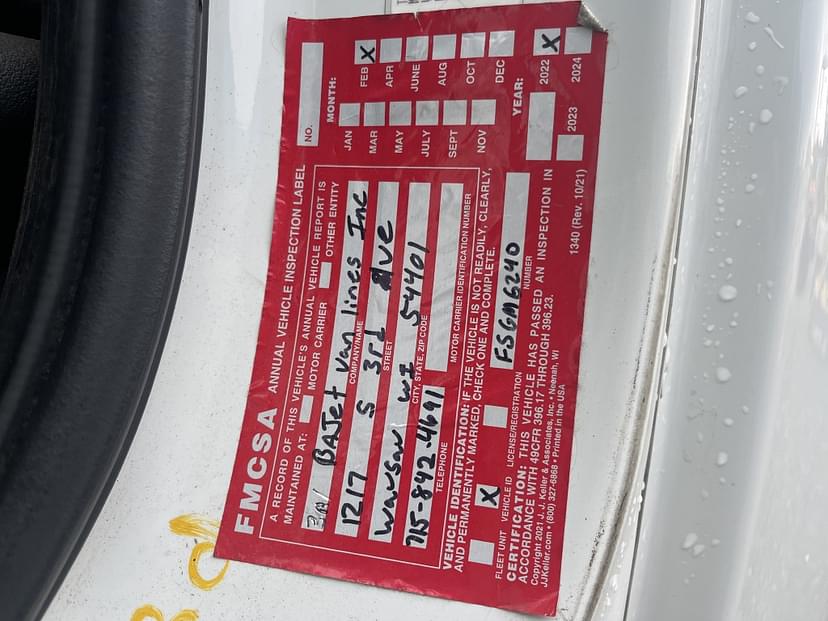 FMCSA ANNUAL VEHICLE INSPECTION LABEL
A RECORD OF THIS VEHICLE'S ANNUAL VEHICLE REPORT IS
MAINTAINED AT: MOTOR CARRIER OTHER ENTITY
BAJet Van lines Inc
COMPANY/NAME
1217 S 3rd Ave
STREET
Wausau WI 54401
CITY, STATE, ZIP CODE
715-842-4691
TELEPHONE
MOTOR CARRIER IDENTIFICATION NUMBER
VEHICLE IDENTIFICATION: IF THE VEHICLE IS NOT READILY, CLEARLY,
AND PERMANENTLY MARKED, CHECK ONE AND COMPLETE.
X FSGM6240
FLEET UNIT VEHICLE ID LICENSE/REGISTRATION NUMBER
CERTIFICATION: THIS VEHICLE HAS PASSED AN INSPECTION IN
ACCORDANCE WITH 49CFR 396.17 THROUGH 396.23.
Copyright 2021 J. J. Keller & Associates, Inc. • Neenah, WI
JJKeller.com • (800) 327-6868 • Printed in the USA
1340 (Rev. 10/21)
NO.
MONTH:
X
FEB APR JUNE AUG OCT DEC
JAN MAR MAY JULY SEPT NOV
YEAR:
X
2022 2024
2023